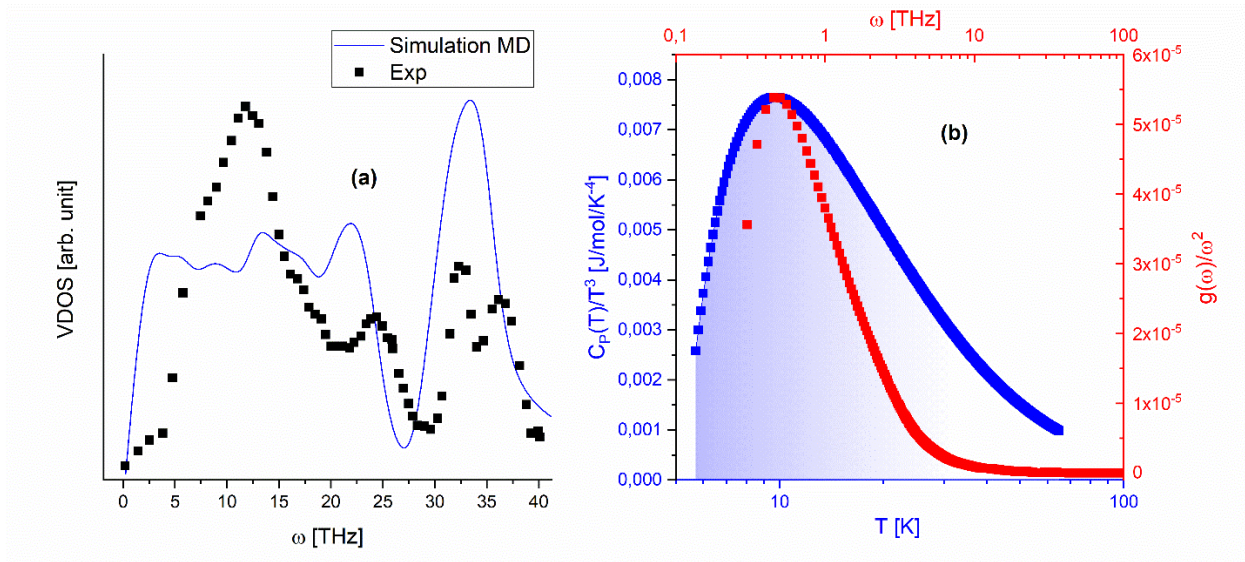 Simulation MD
Exp
(a)
VDOS [arb. unit]
0 5 10 15 20 25 30 35 40
ω [THz]
ω [THz]
0,1 1 10 100
0,008
0,007
0,006
0,005
0,004
0,003
0,002
0,001
0,000
C_P(T)/T³ [J/mol/K⁻⁴]
(b)
6x10⁻⁵
5x10⁻⁵
4x10⁻⁵
3x10⁻⁵
2x10⁻⁵
1x10⁻⁵
0
g(ω)/ω²
10 100
T [K]